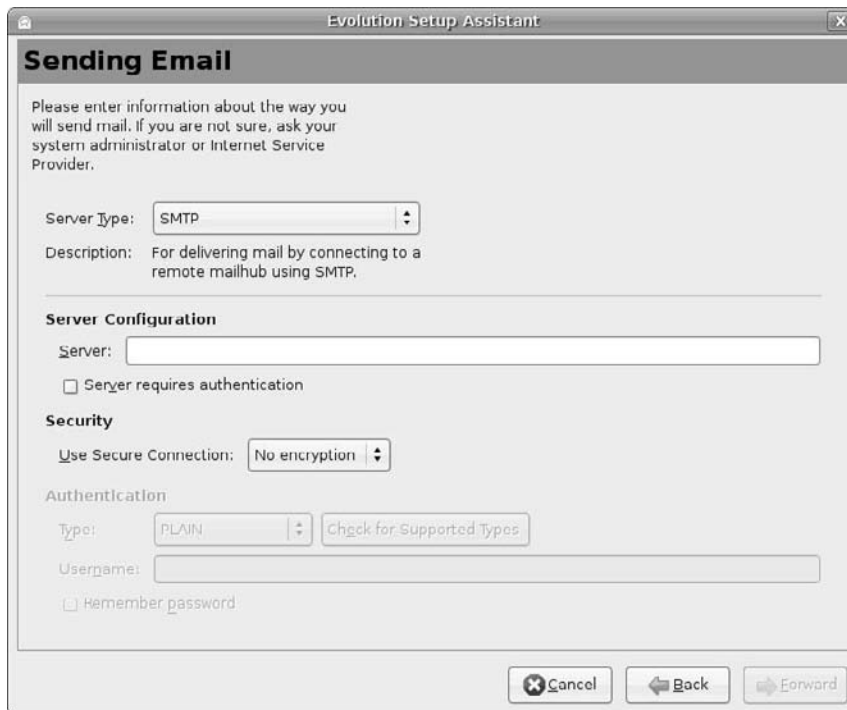 Evolution Setup Assistant
Sending Email
Please enter information about the way you
will send mail. If you are not sure, ask your
system administrator or Internet Service
Provider.
Server Type: SMTP
Description: For delivering mail by connecting to a
remote mailhub using SMTP.
Server Configuration
Server:
Server requires authentication
Security
Use Secure Connection: No encryption
Authentication
Type: PLAIN Check for Supported Types
Username:
Remember password
Cancel Back Forward